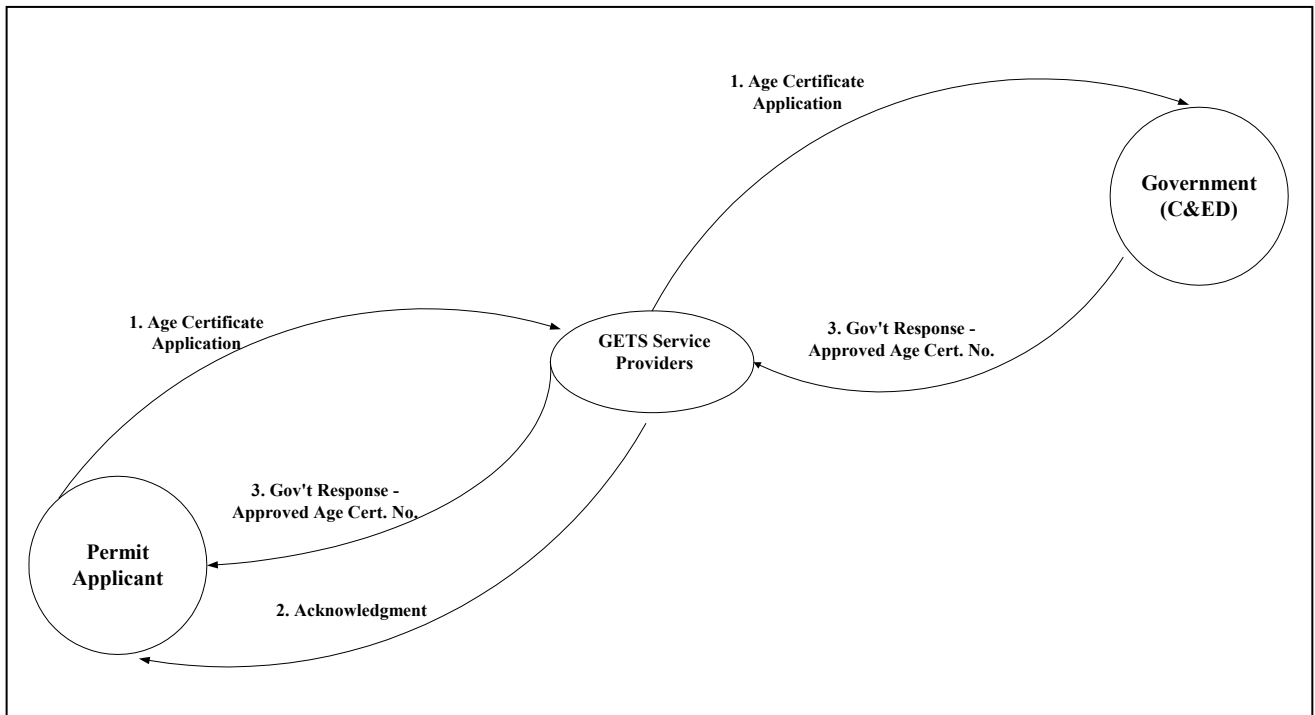 1. Age Certificate
Application
Government
(C&ED)
1. Age Certificate
Application
GETS Service
Providers
3. Gov't Response -
Approved Age Cert. No.
3. Gov't Response -
Approved Age Cert. No.
Permit
Applicant
2. Acknowledgment